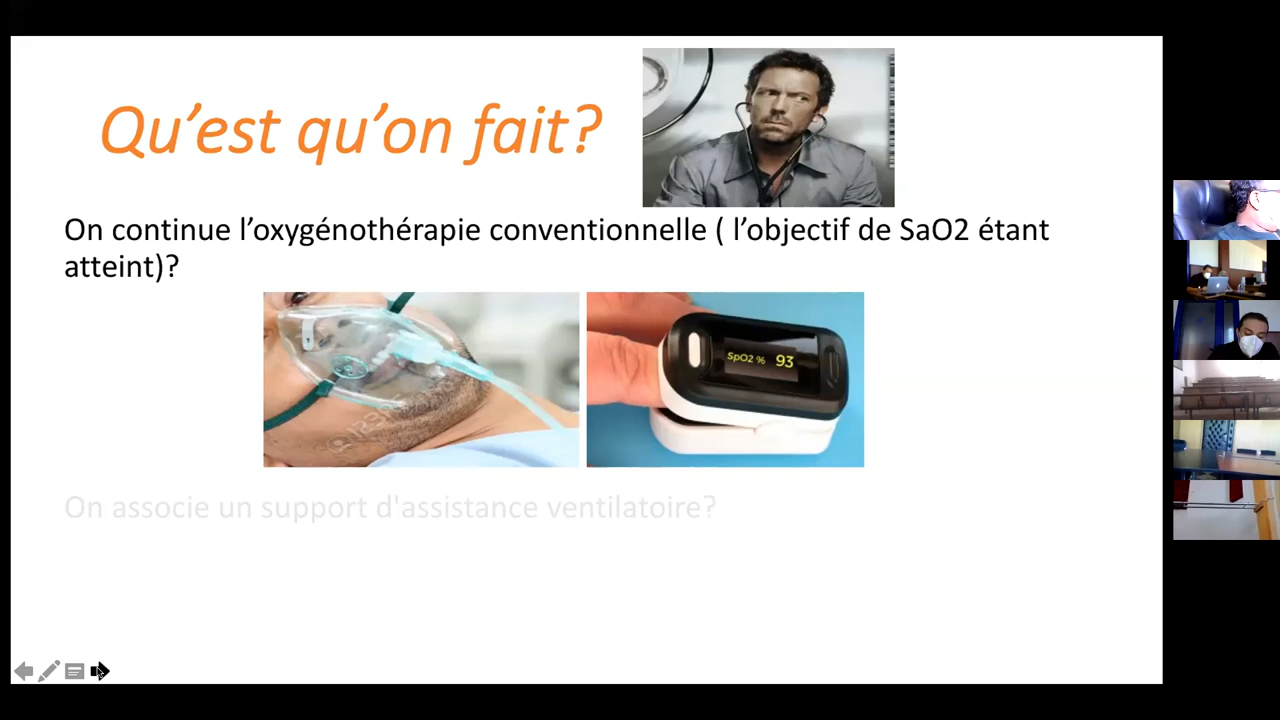 Qu’est qu’on fait?
On continue l’oxygénothérapie conventionnelle ( l’objectif de SaO2 étant
atteint)?
SpO2 % 93
On associe un support d'assistance ventilatoire?